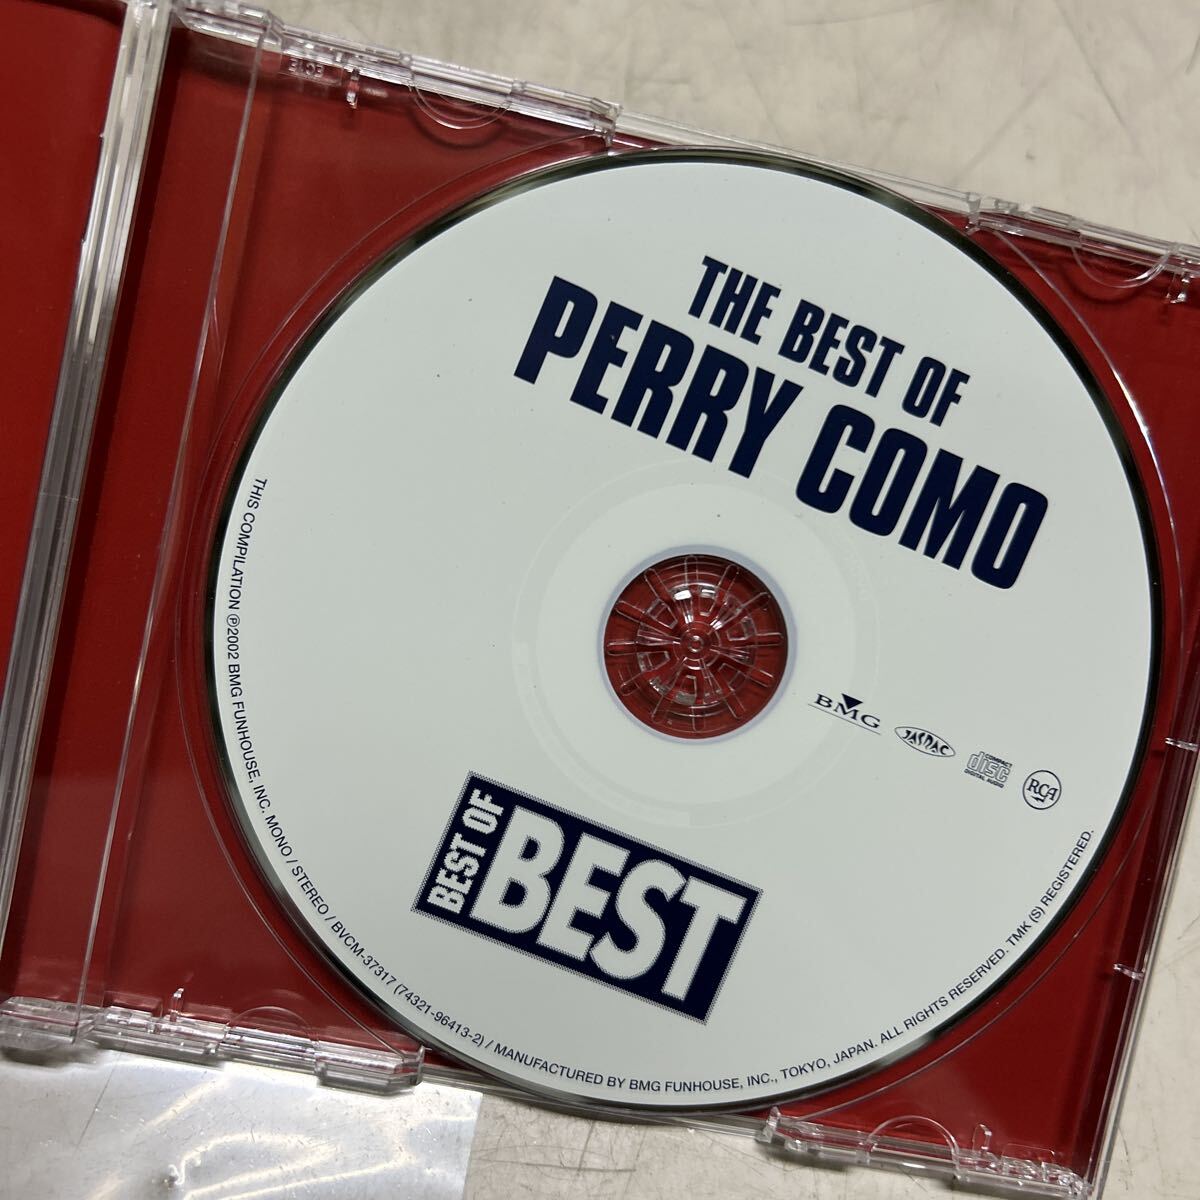 THE BEST OF
PERRY COMO
BMG
JASRAC
COMPACT
disc
DIGITAL AUDIO
RCA
BEST OF
BEST
THIS COMPILATION ℗2002 BMG FUNHOUSE, INC. MONO / STEREO / BVCM-37317 (74321-96413-2) / MANUFACTURED BY BMG FUNHOUSE, INC., TOKYO, JAPAN. ALL RIGHTS RESERVED. TMK (S) REGISTERED.